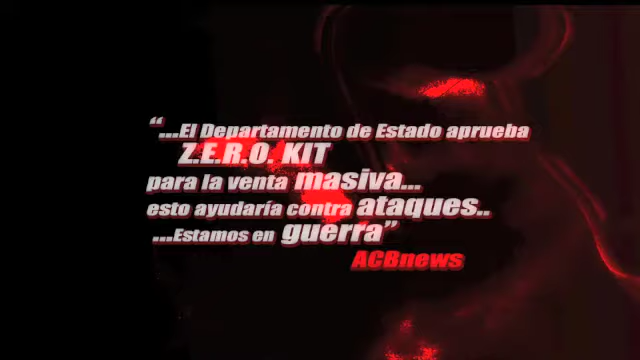 “...El Departamento de Estado aprueba
Z.E.R.O. KIT
para la venta masiva...
esto ayudaría contra ataques..
...Estamos en guerra”
ACBnews